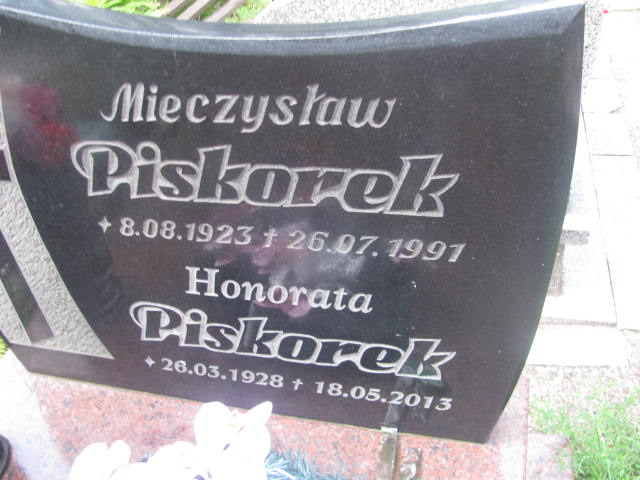 Mieczysław
Piskorek
✦ 8.08.1923 † 26.07.1991
Honorata
Piskorek
✦ 26.03.1928 † 18.05.2013